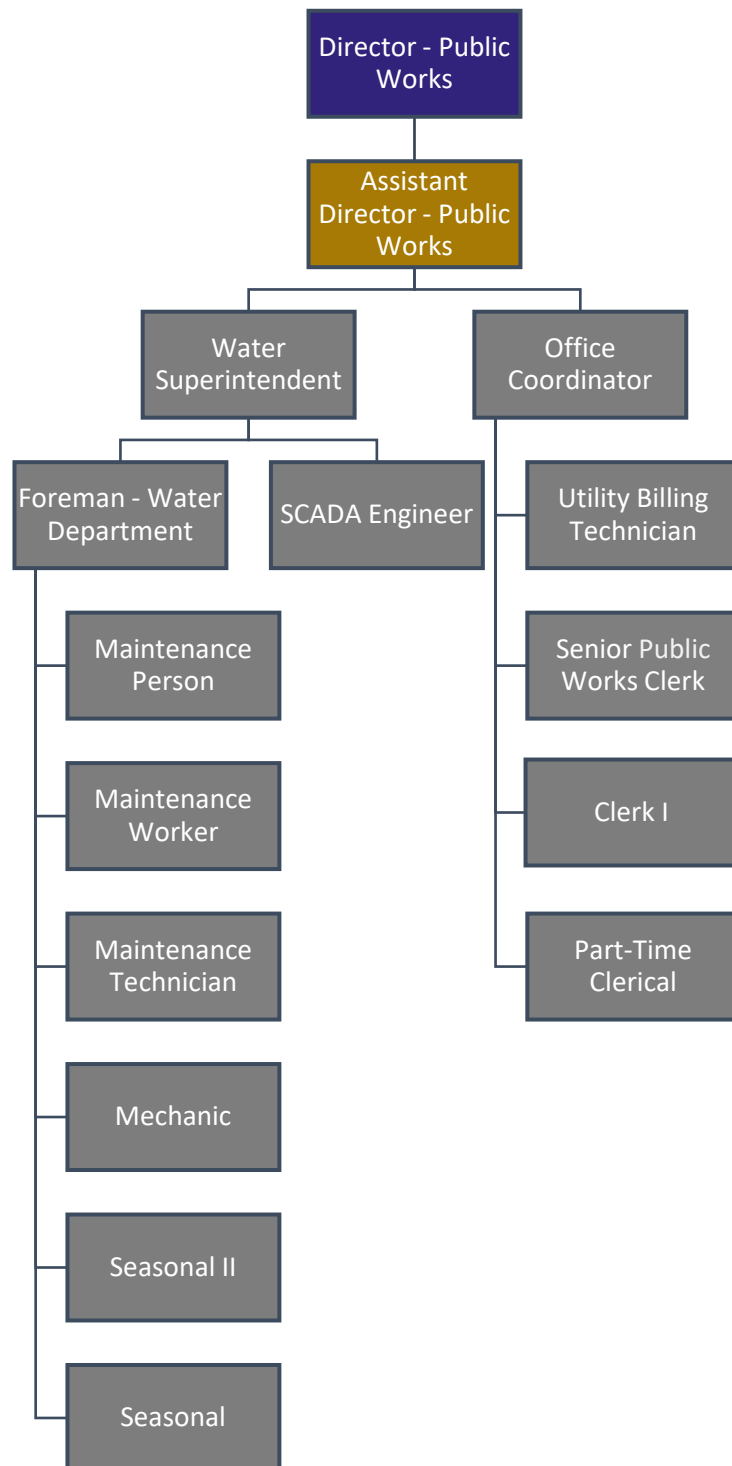 Director - Public
Works
Assistant
Director - Public
Works
Water
Superintendent
Office
Coordinator
Foreman - Water
Department
SCADA Engineer
Utility Billing
Technician
Maintenance
Person
Senior Public
Works Clerk
Maintenance
Worker
Clerk I
Maintenance
Technician
Part-Time
Clerical
Mechanic
Seasonal II
Seasonal